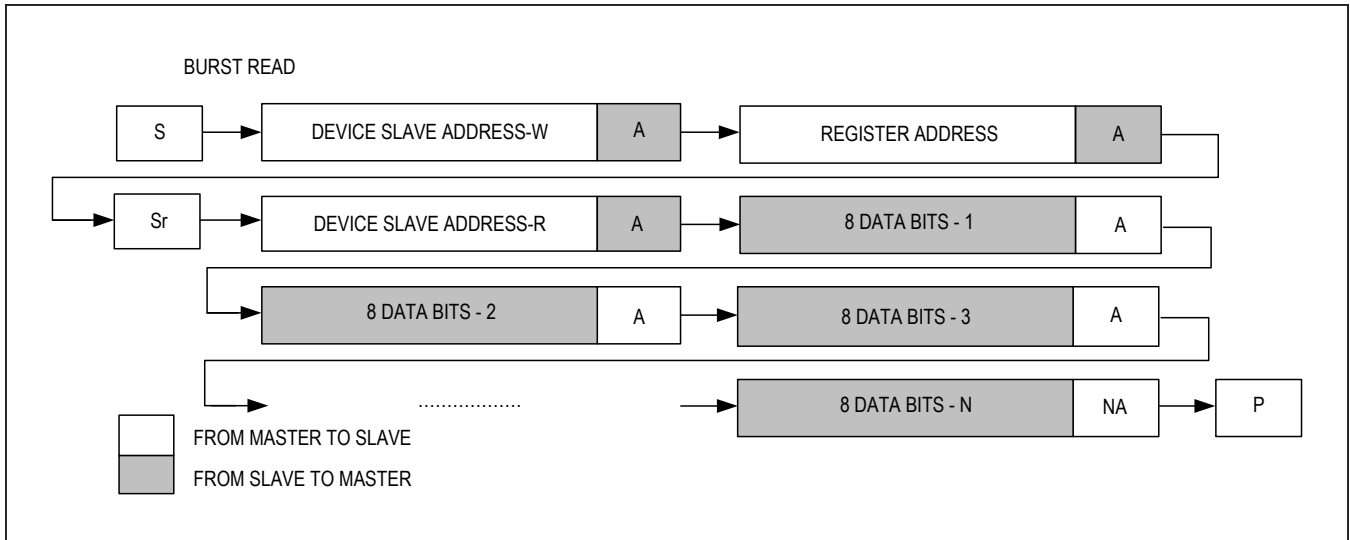 BURST READ
S DEVICE SLAVE ADDRESS-W A REGISTER ADDRESS A
Sr DEVICE SLAVE ADDRESS-R A 8 DATA BITS - 1 A
8 DATA BITS - 2 A 8 DATA BITS - 3 A
.................. 8 DATA BITS - N NA P
FROM MASTER TO SLAVE
FROM SLAVE TO MASTER